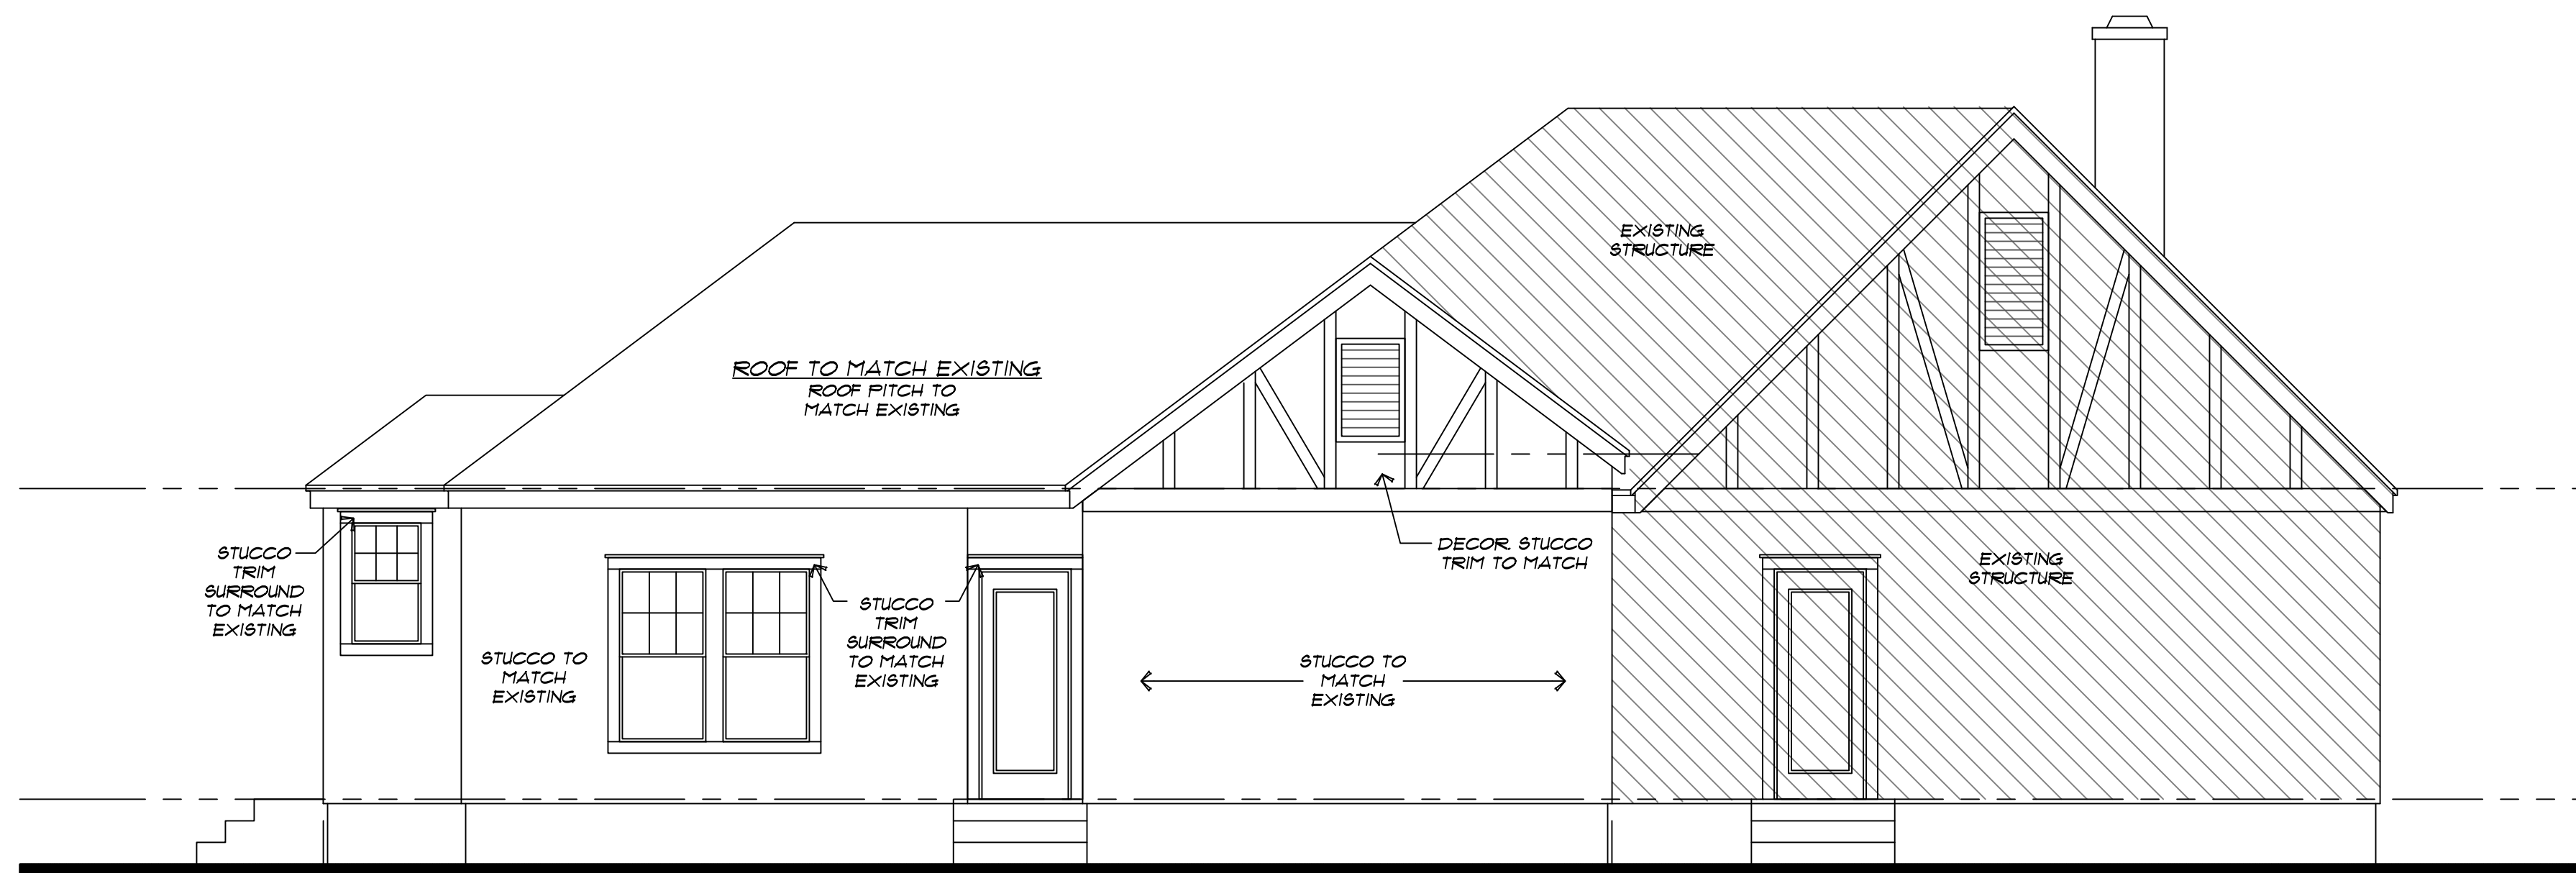 EXISTING
STRUCTURE
ROOF TO MATCH EXISTING
ROOF PITCH TO
MATCH EXISTING
STUCCO
TRIM
SURROUND
TO MATCH
EXISTING
DECOR. STUCCO
TRIM TO MATCH
EXISTING
STRUCTURE
STUCCO
TRIM
SURROUND
TO MATCH
EXISTING
STUCCO TO
MATCH
EXISTING
STUCCO TO
MATCH
EXISTING